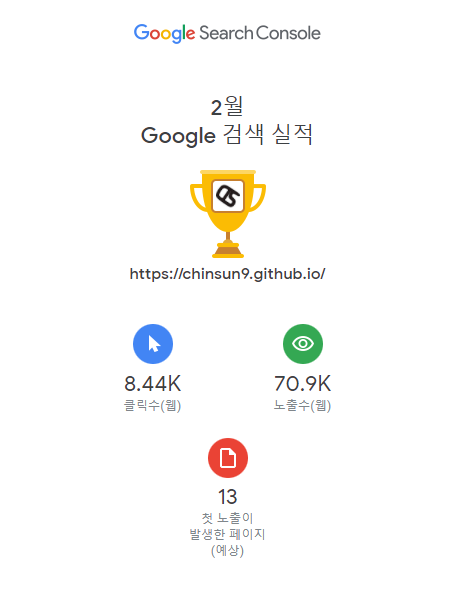 Google Search Console
2월
Google 검색 실적
https://chinsun9.github.io/
8.44K
클릭수(웹)
70.9K
노출수(웹)
13
첫 노출이
발생한 페이지
(예상)